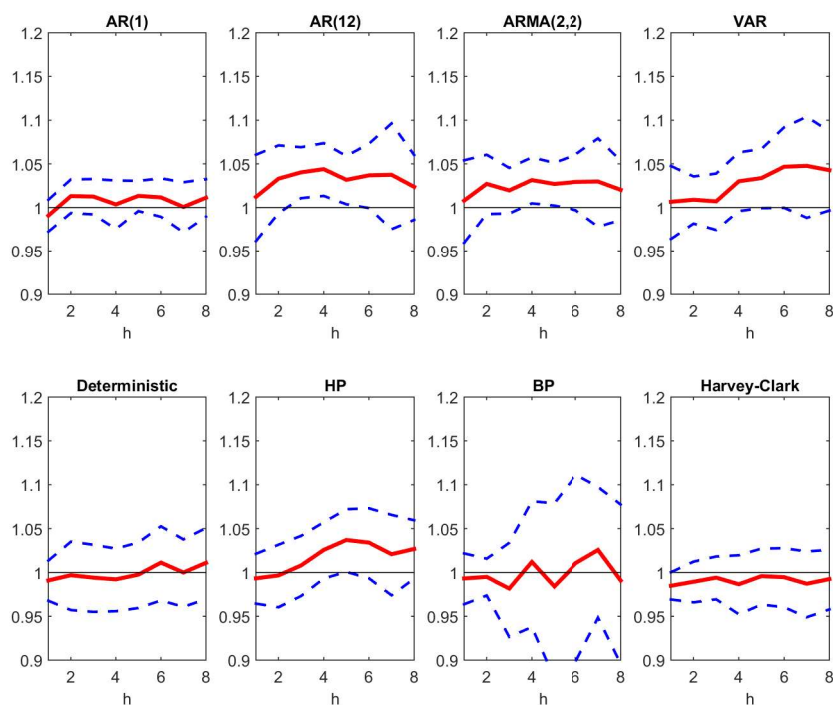 AR(1) AR(12) ARMA(2,2) VAR
1.2 1.2 1.2 1.2
1.15 1.15 1.15 1.15
1.1 1.1 1.1 1.1
1.05 1.05 1.05 1.05
1 1 1 1
0.95 0.95 0.95 0.95
0.9 0.9 0.9 0.9
2 4 6 8 2 4 6 8 2 4 6 8 2 4 6 8
h h h h
Deterministic HP BP Harvey-Clark
1.2 1.2 1.2 1.2
1.15 1.15 1.15 1.15
1.1 1.1 1.1 1.1
1.05 1.05 1.05 1.05
1 1 1 1
0.95 0.95 0.95 0.95
0.9 0.9 0.9 0.9
2 4 6 8 2 4 6 8 2 4 6 8 2 4 6 8
h h h h